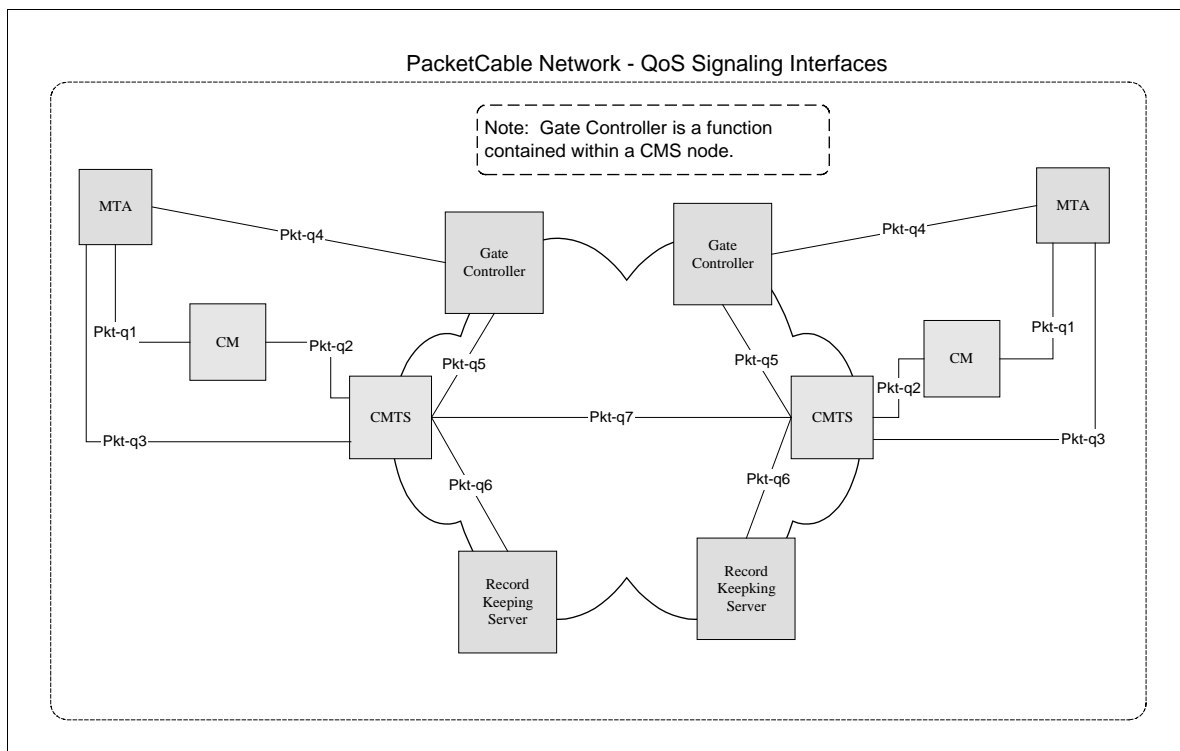 PacketCable Network - QoS Signaling Interfaces
Note:  Gate Controller is a function
contained within a CMS node.
MTA
MTA
Pkt-q4
Gate
Controller
Gate
Controller
Pkt-q4
Pkt-q1
CM
Pkt-q2
Pkt-q5
Pkt-q5
CM
Pkt-q1
Pkt-q2
CMTS
Pkt-q7
CMTS
Pkt-q3
Pkt-q3
Pkt-q6
Pkt-q6
Record
Keeping
Server
Record
Keepking
Server